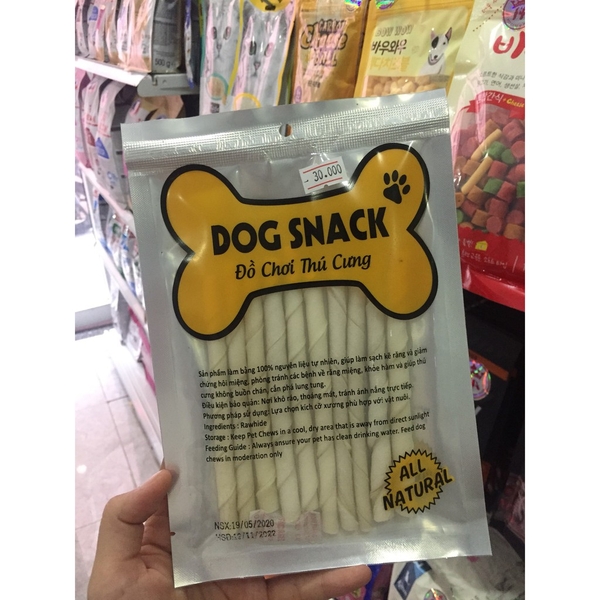 30.000
DOG SNACK
Đồ Chơi Thú Cưng
Sản phẩm làm bằng 100% nguyên liệu tự nhiên, giúp làm sạch kẽ răng và giảm
chứng hôi miệng, phòng tránh các bệnh về răng miệng, khỏe hàm và giúp thú
cưng không buồn chán, cắn phá lung tung.
Điều kiện bảo quản: Nơi khô ráo, thoáng mát, tránh ánh nắng trực tiếp.
Phương pháp sử dụng: Lựa chọn kích cỡ xương phù hợp với vật nuôi.
Ingredients : Rawhide
Storage : Keep Pet Chews in a cool, dry area that is away from direct sunlight
Feeding Guide : Always ansure your pet has clean drinking water. Feed dog
chews in moderation only
ALL
NATURAL
NSX:19/05/2020
바우와우